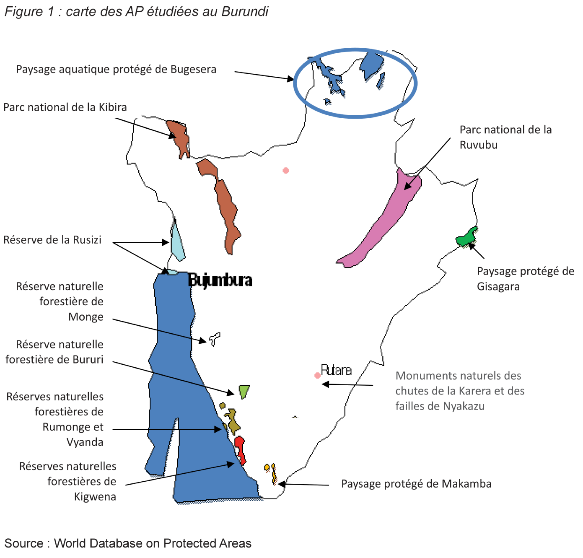 Figure 1 : carte des AP étudiées au Burundi
Paysage aquatique protégé de Bugesera
Parc national de la Kibira
Parc national de la
Ruvubu
Réserve de la Rusizi
Bujumbura
Paysage protégé de
Gisagara
Réserve naturelle
forestière de
Monge
Réserve naturelle
forestière de Bururi
Rutana
Monuments naturels des
chutes de la Karera et des
failles de Nyakazu
Réserves naturelles
forestières de
Rumonge et
Vyanda
Réserves naturelles
forestières de
Kigwena
Paysage protégé de Makamba
Source : World Database on Protected Areas